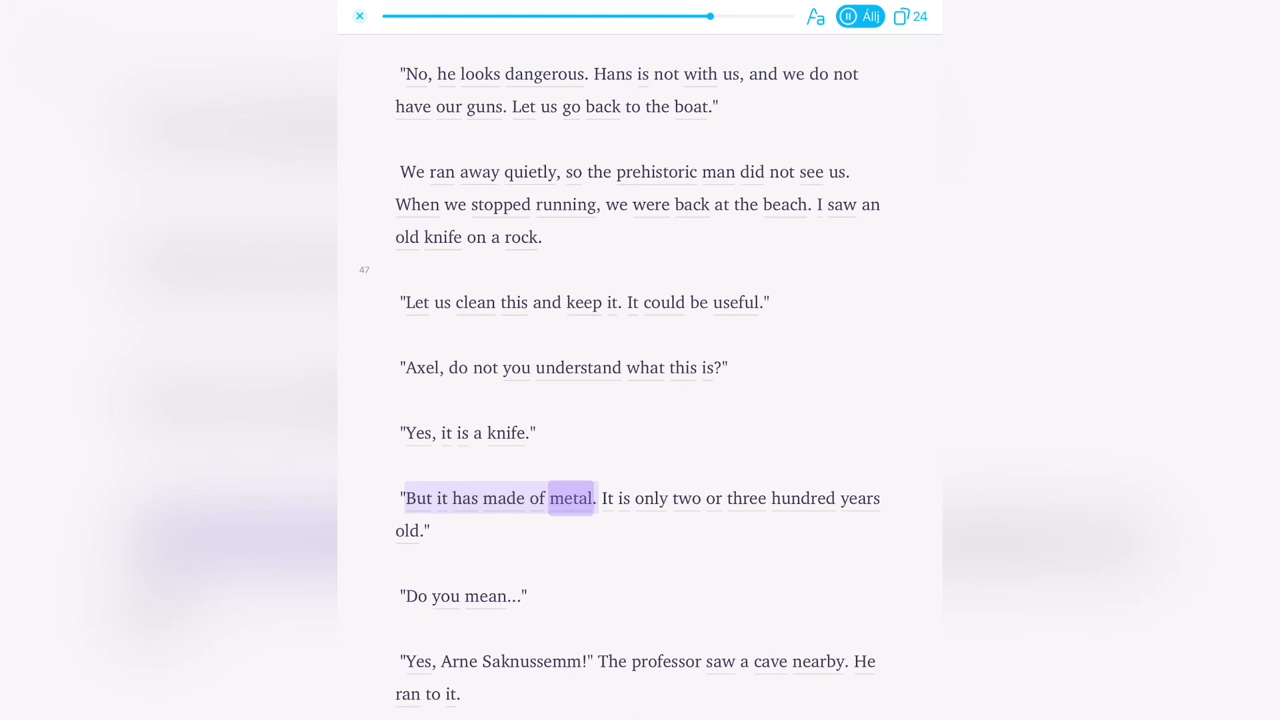 Aa Állj 24
"No, he looks dangerous. Hans is not with us, and we do not
have our guns. Let us go back to the boat."
We ran away quietly, so the prehistoric man did not see us.
When we stopped running, we were back at the beach. I saw an
old knife on a rock.
47
"Let us clean this and keep it. It could be useful."
"Axel, do not you understand what this is?"
"Yes, it is a knife."
"But it has made of metal. It is only two or three hundred years
old."
"Do you mean..."
"Yes, Arne Saknussemm!" The professor saw a cave nearby. He
ran to it.